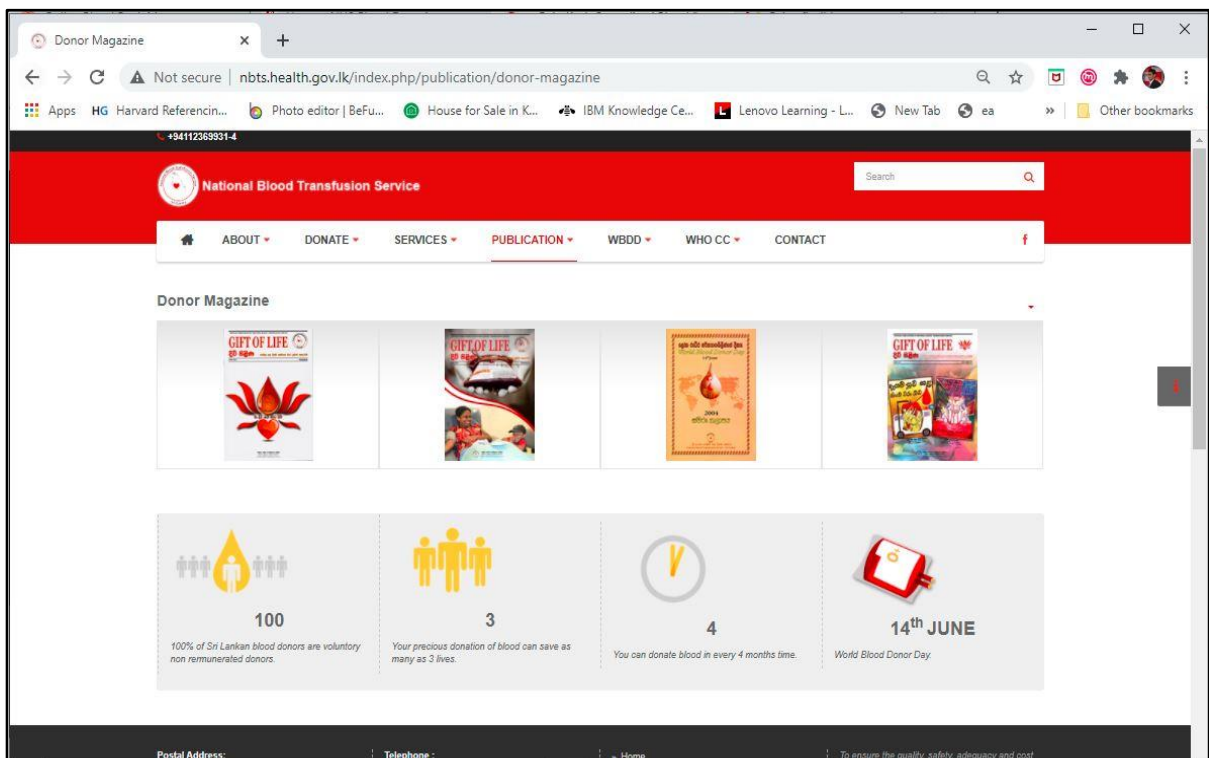 Donor Magazine
Not secure | nbts.health.gov.lk/index.php/publication/donor-magazine
Apps HG Harvard Referencin... Photo editor | BeFu... House for Sale in K... IBM Knowledge Ce... Lenovo Learning - L... New Tab ea » Other bookmarks
+94112369931-4
National Blood Transfusion Service
Search
ABOUT DONATE SERVICES PUBLICATION WBDD WHO CC CONTACT f
Donor Magazine
GIFT OF LIFE
GIFT OF LIFE
World Blood Donor Day
2004
GIFT OF LIFE
100
100% of Sri Lankan blood donors are voluntory
non remunerated donors.
3
Your precious donation of blood can save as
many as 3 lives.
4
You can donate blood in every 4 months time.
14th JUNE
World Blood Donor Day.
Postal Address:
Telephone :
Home
To ensure the quality, safety, adequacy and cost